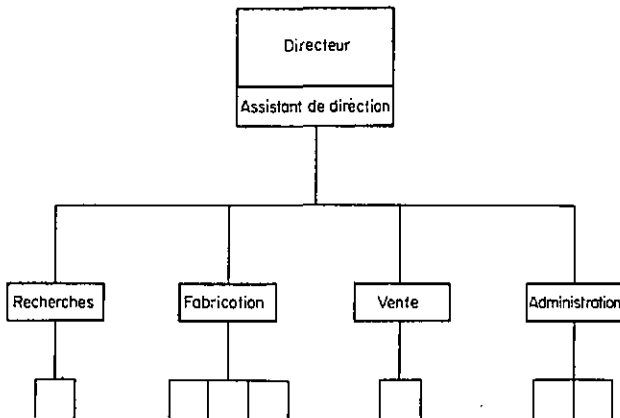 Directeur
Assistant de direction
Recherches
Fabrication
Vente
Administration